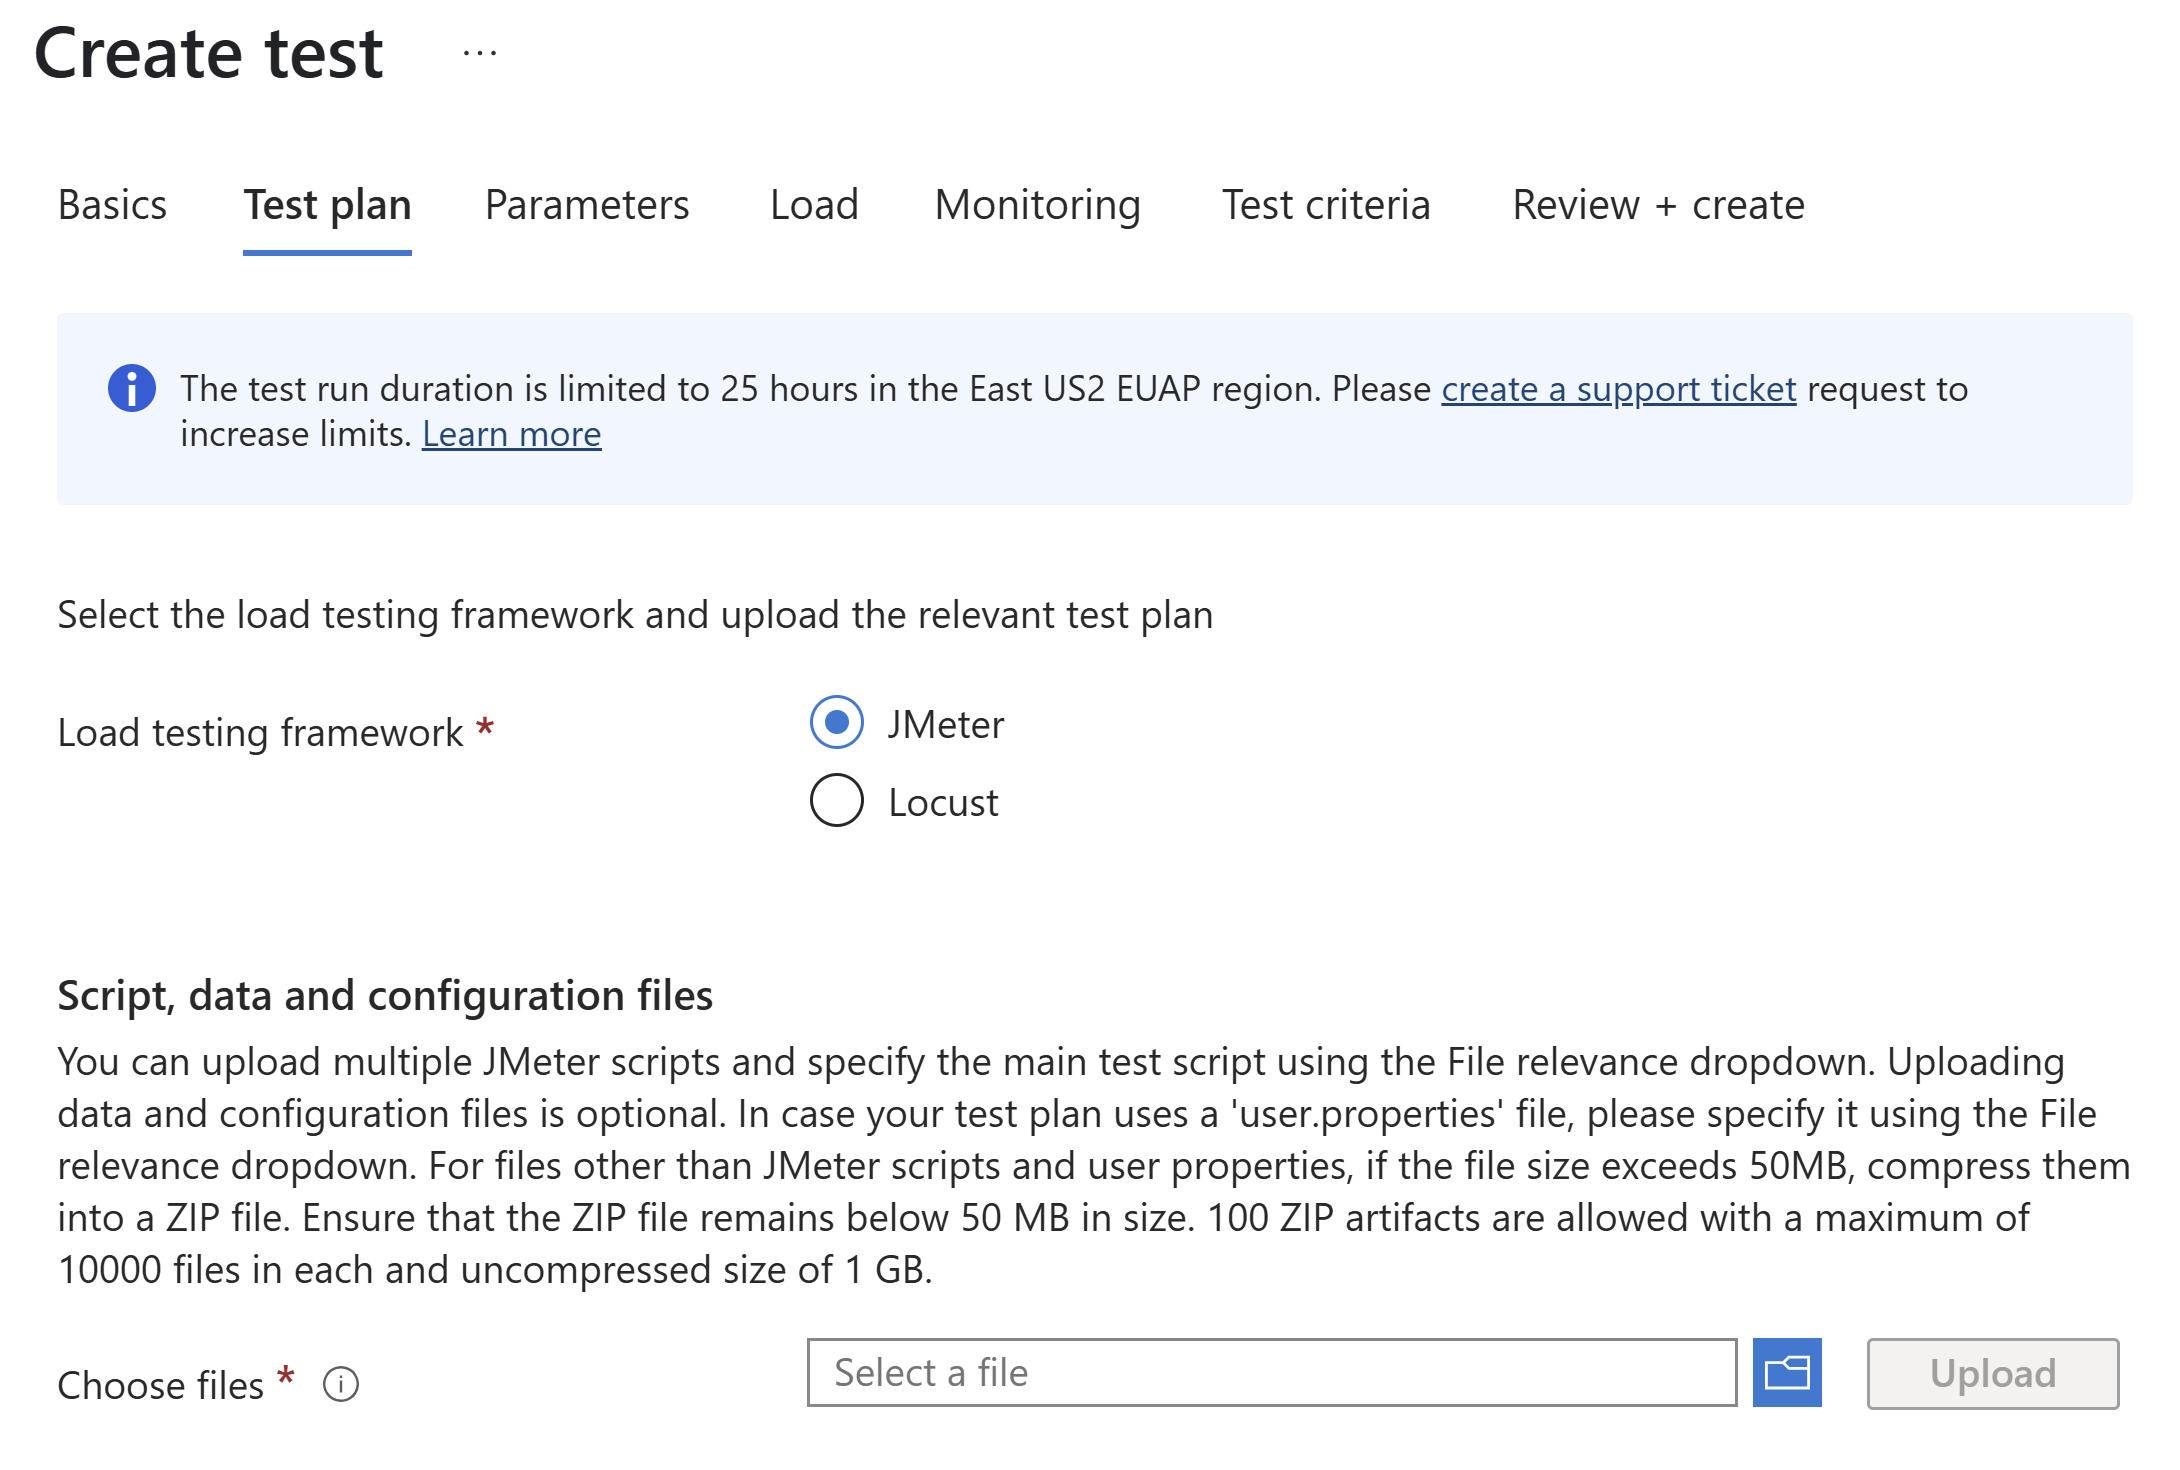 Create test ...
Basics Test plan Parameters Load Monitoring Test criteria Review + create
The test run duration is limited to 25 hours in the East US2 EUAP region. Please create a support ticket request to
increase limits. Learn more
Select the load testing framework and upload the relevant test plan
Load testing framework *
JMeter
Locust
Script, data and configuration files
You can upload multiple JMeter scripts and specify the main test script using the File relevance dropdown. Uploading
data and configuration files is optional. In case your test plan uses a 'user.properties' file, please specify it using the File
relevance dropdown. For files other than JMeter scripts and user properties, if the file size exceeds 50MB, compress them
into a ZIP file. Ensure that the ZIP file remains below 50 MB in size. 100 ZIP artifacts are allowed with a maximum of
10000 files in each and uncompressed size of 1 GB.
Choose files * Select a file Upload